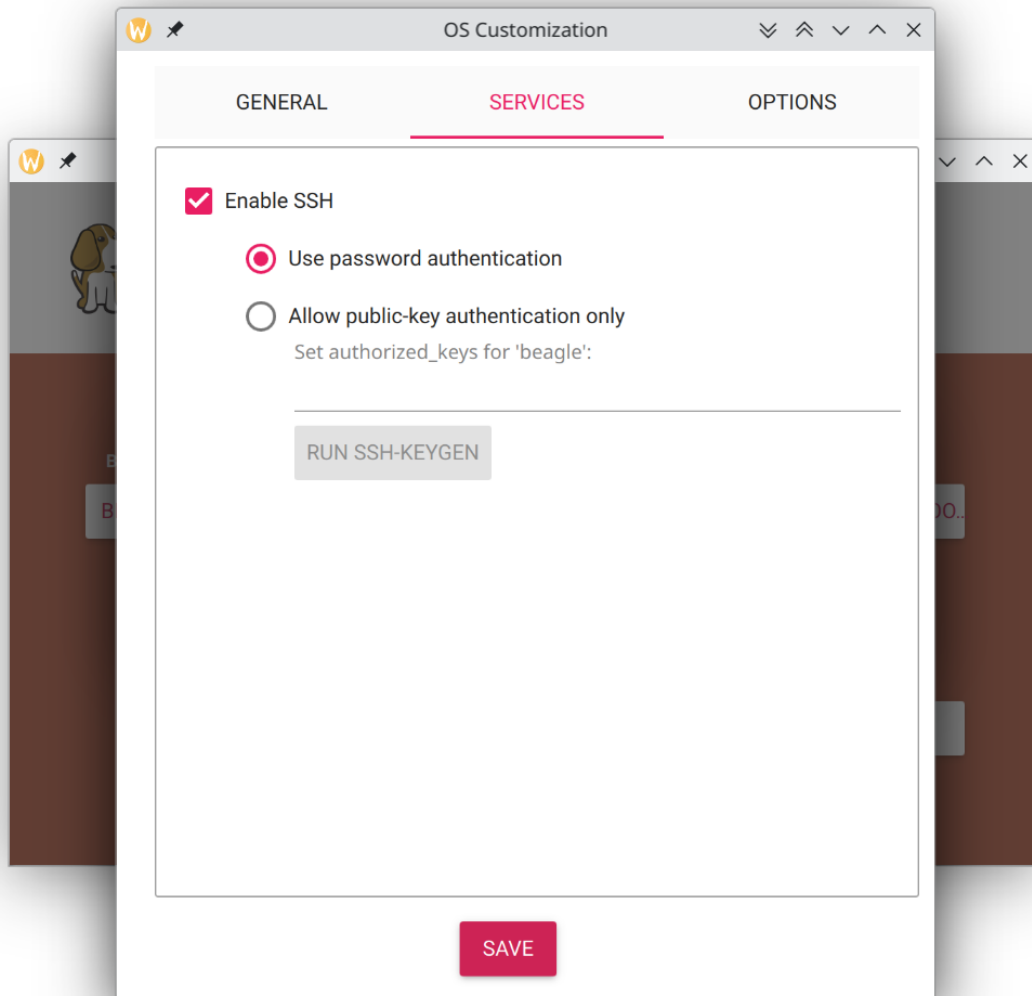 OS Customization
GENERAL SERVICES OPTIONS
Enable SSH
Use password authentication
Allow public-key authentication only
Set authorized_keys for 'beagle':
RUN SSH-KEYGEN
SAVE